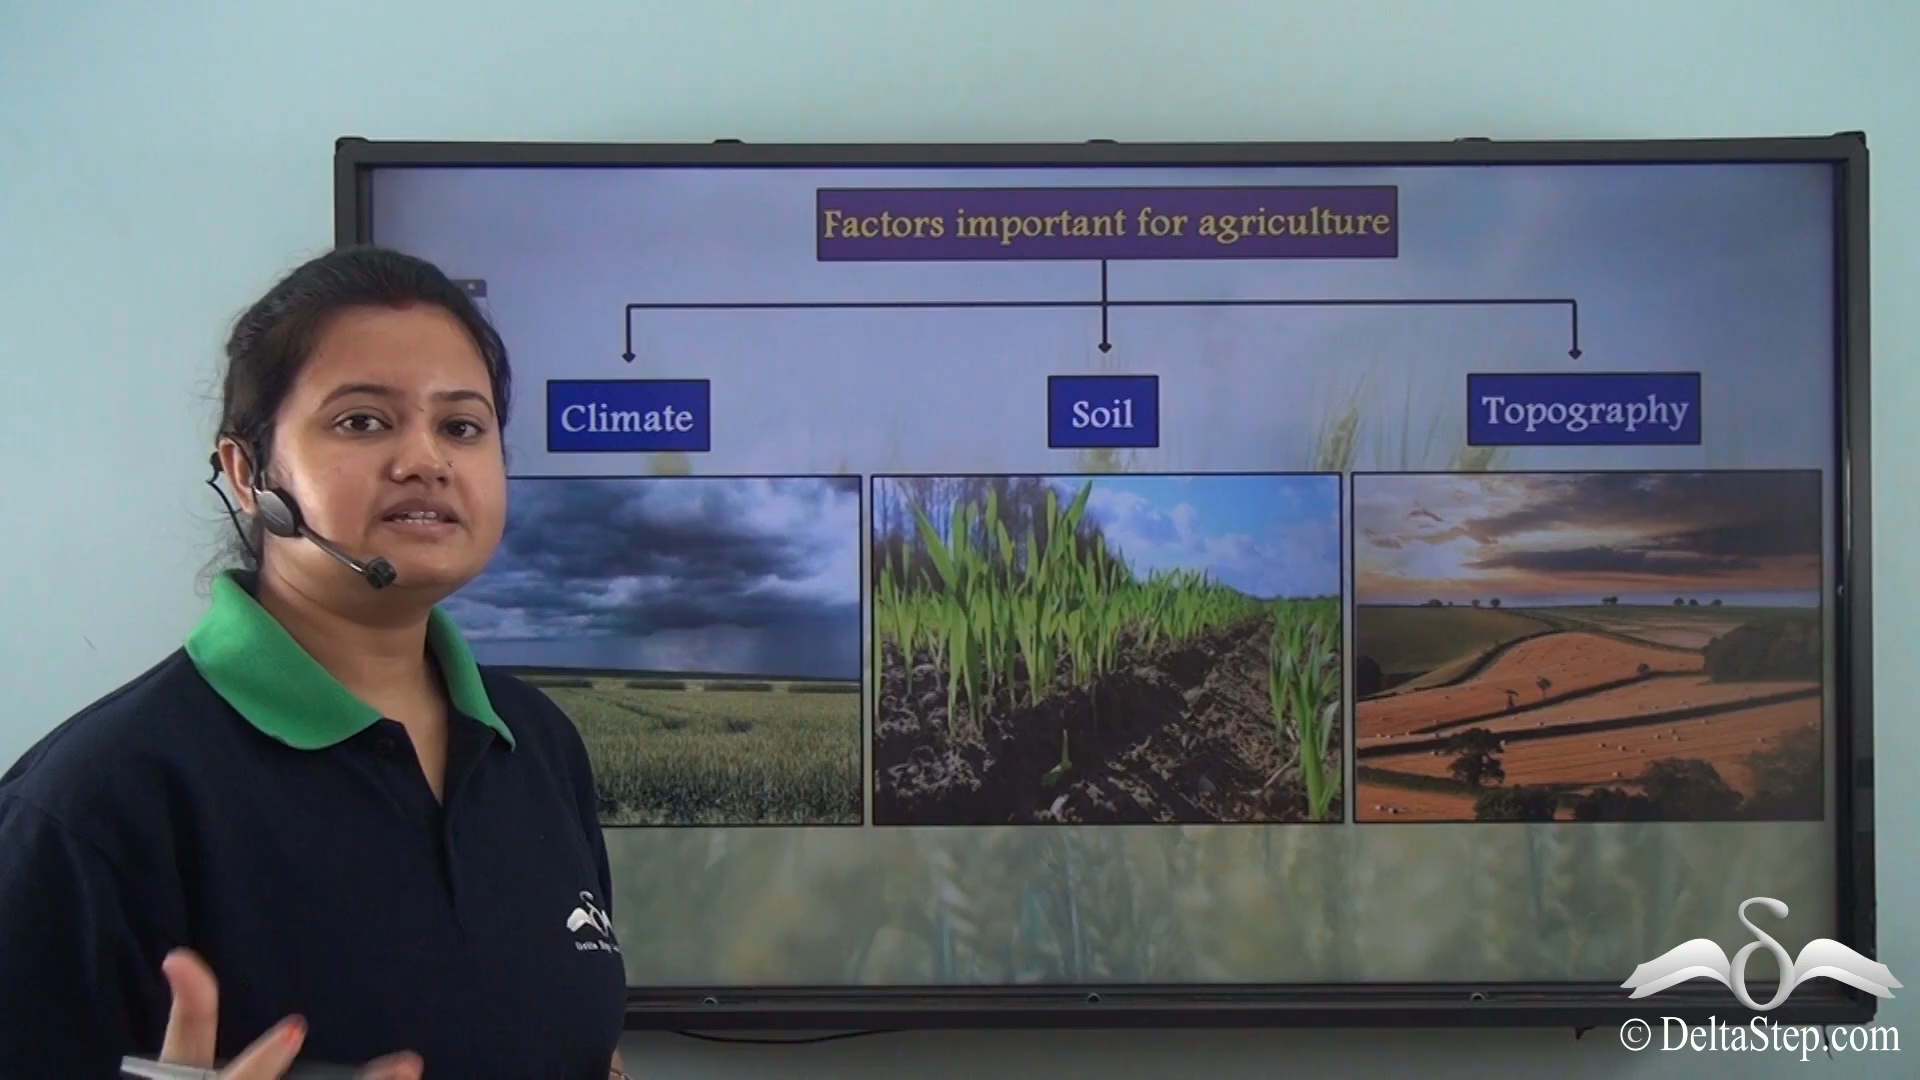 Factors important for agriculture
Climate
Soil
Topography
© DeltaStep.com